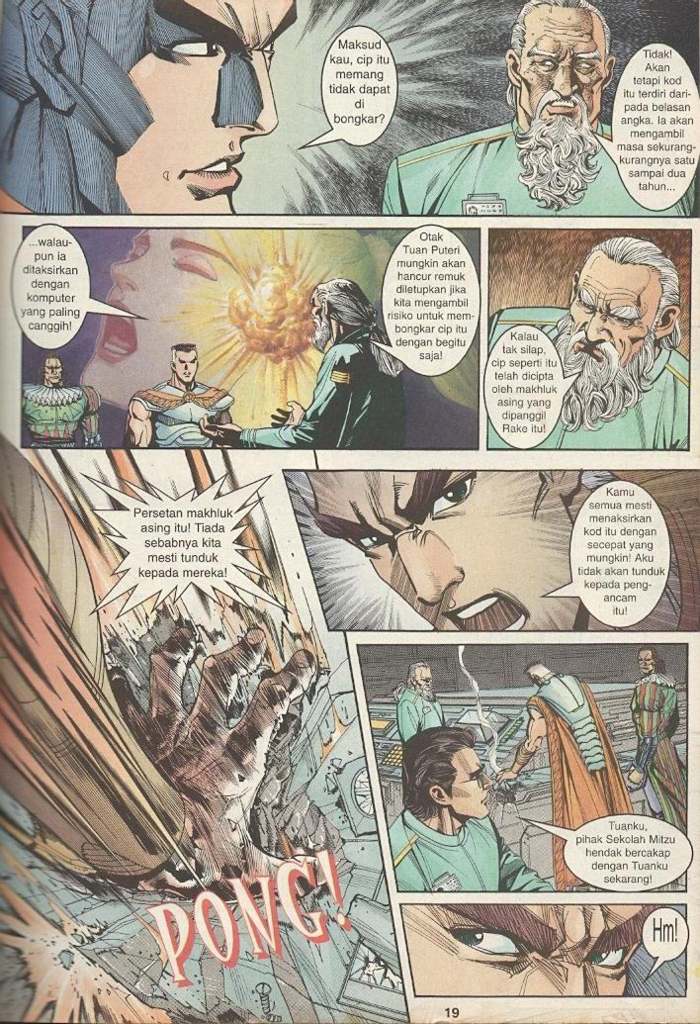 Maksud
kau, cip itu
memang
tidak dapat
di
bongkar?
Tidak!
Akan
tetapi kod
itu terdiri dari-
pada belasan
angka. Ia akan
mengambil
masa sekurang-
kurangnya satu
sampai dua
tahun...
...walau-
pun ia
ditaksirkan
dengan
komputer
yang paling
canggih!
Otak
Tuan Puteri
mungkin akan
hancur remuk
diletupkan jika
kita mengambil
risiko untuk mem-
bongkar cip itu
dengan begitu
saja!
Kalau
tak silap,
cip seperti itu
telah dicipta
oleh makhluk
asing yang
dipanggil
Rake itu!
Persetan makhluk
asing itu! Tiada
sebabnya kita
mesti tunduk
kepada mereka!
Kamu
semua mesti
menaksirkan
kod itu dengan
secepat yang
mungkin! Aku
tidak akan tunduk
kepada peng-
ancam
itu!
PONG!
Tuanku,
pihak Sekolah Mitzu
hendak bercakap
dengan Tuanku
sekarang!
Hm!
19